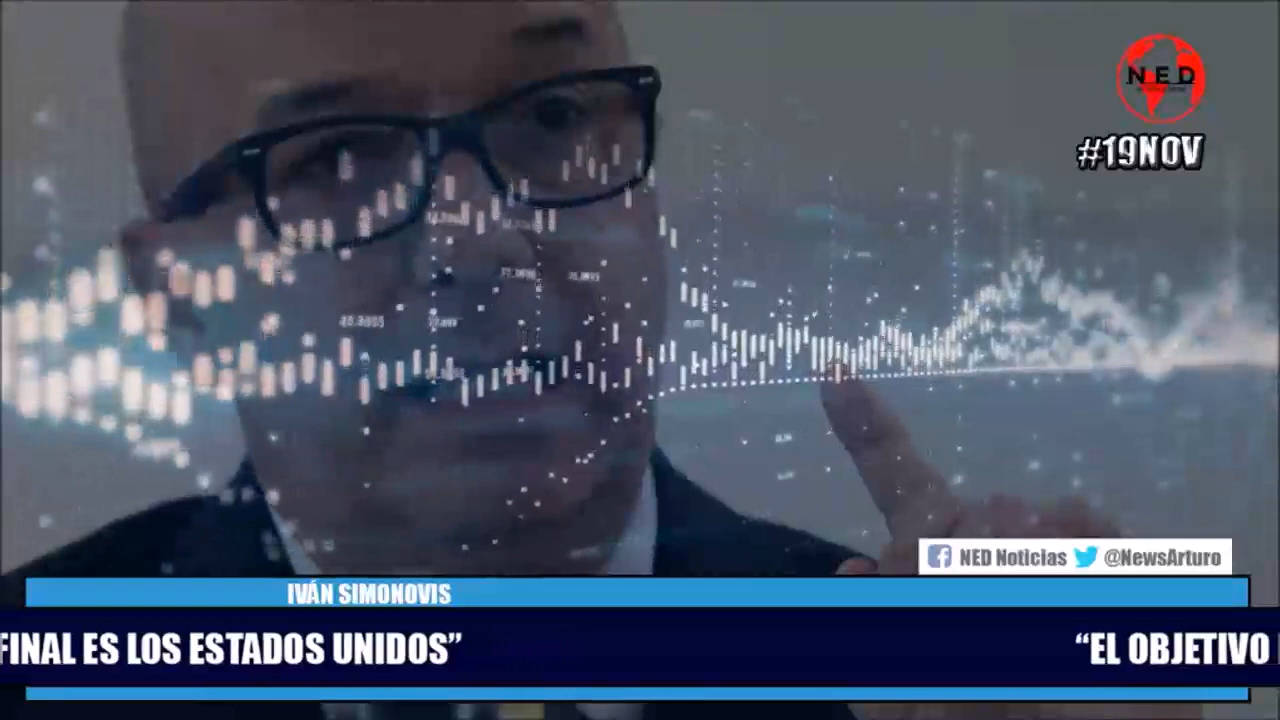 NED
#19NOV
NED Noticias @NewsArturo
IVÁN SIMONOVIS
FINAL ES LOS ESTADOS UNIDOS” “EL OBJETIVO